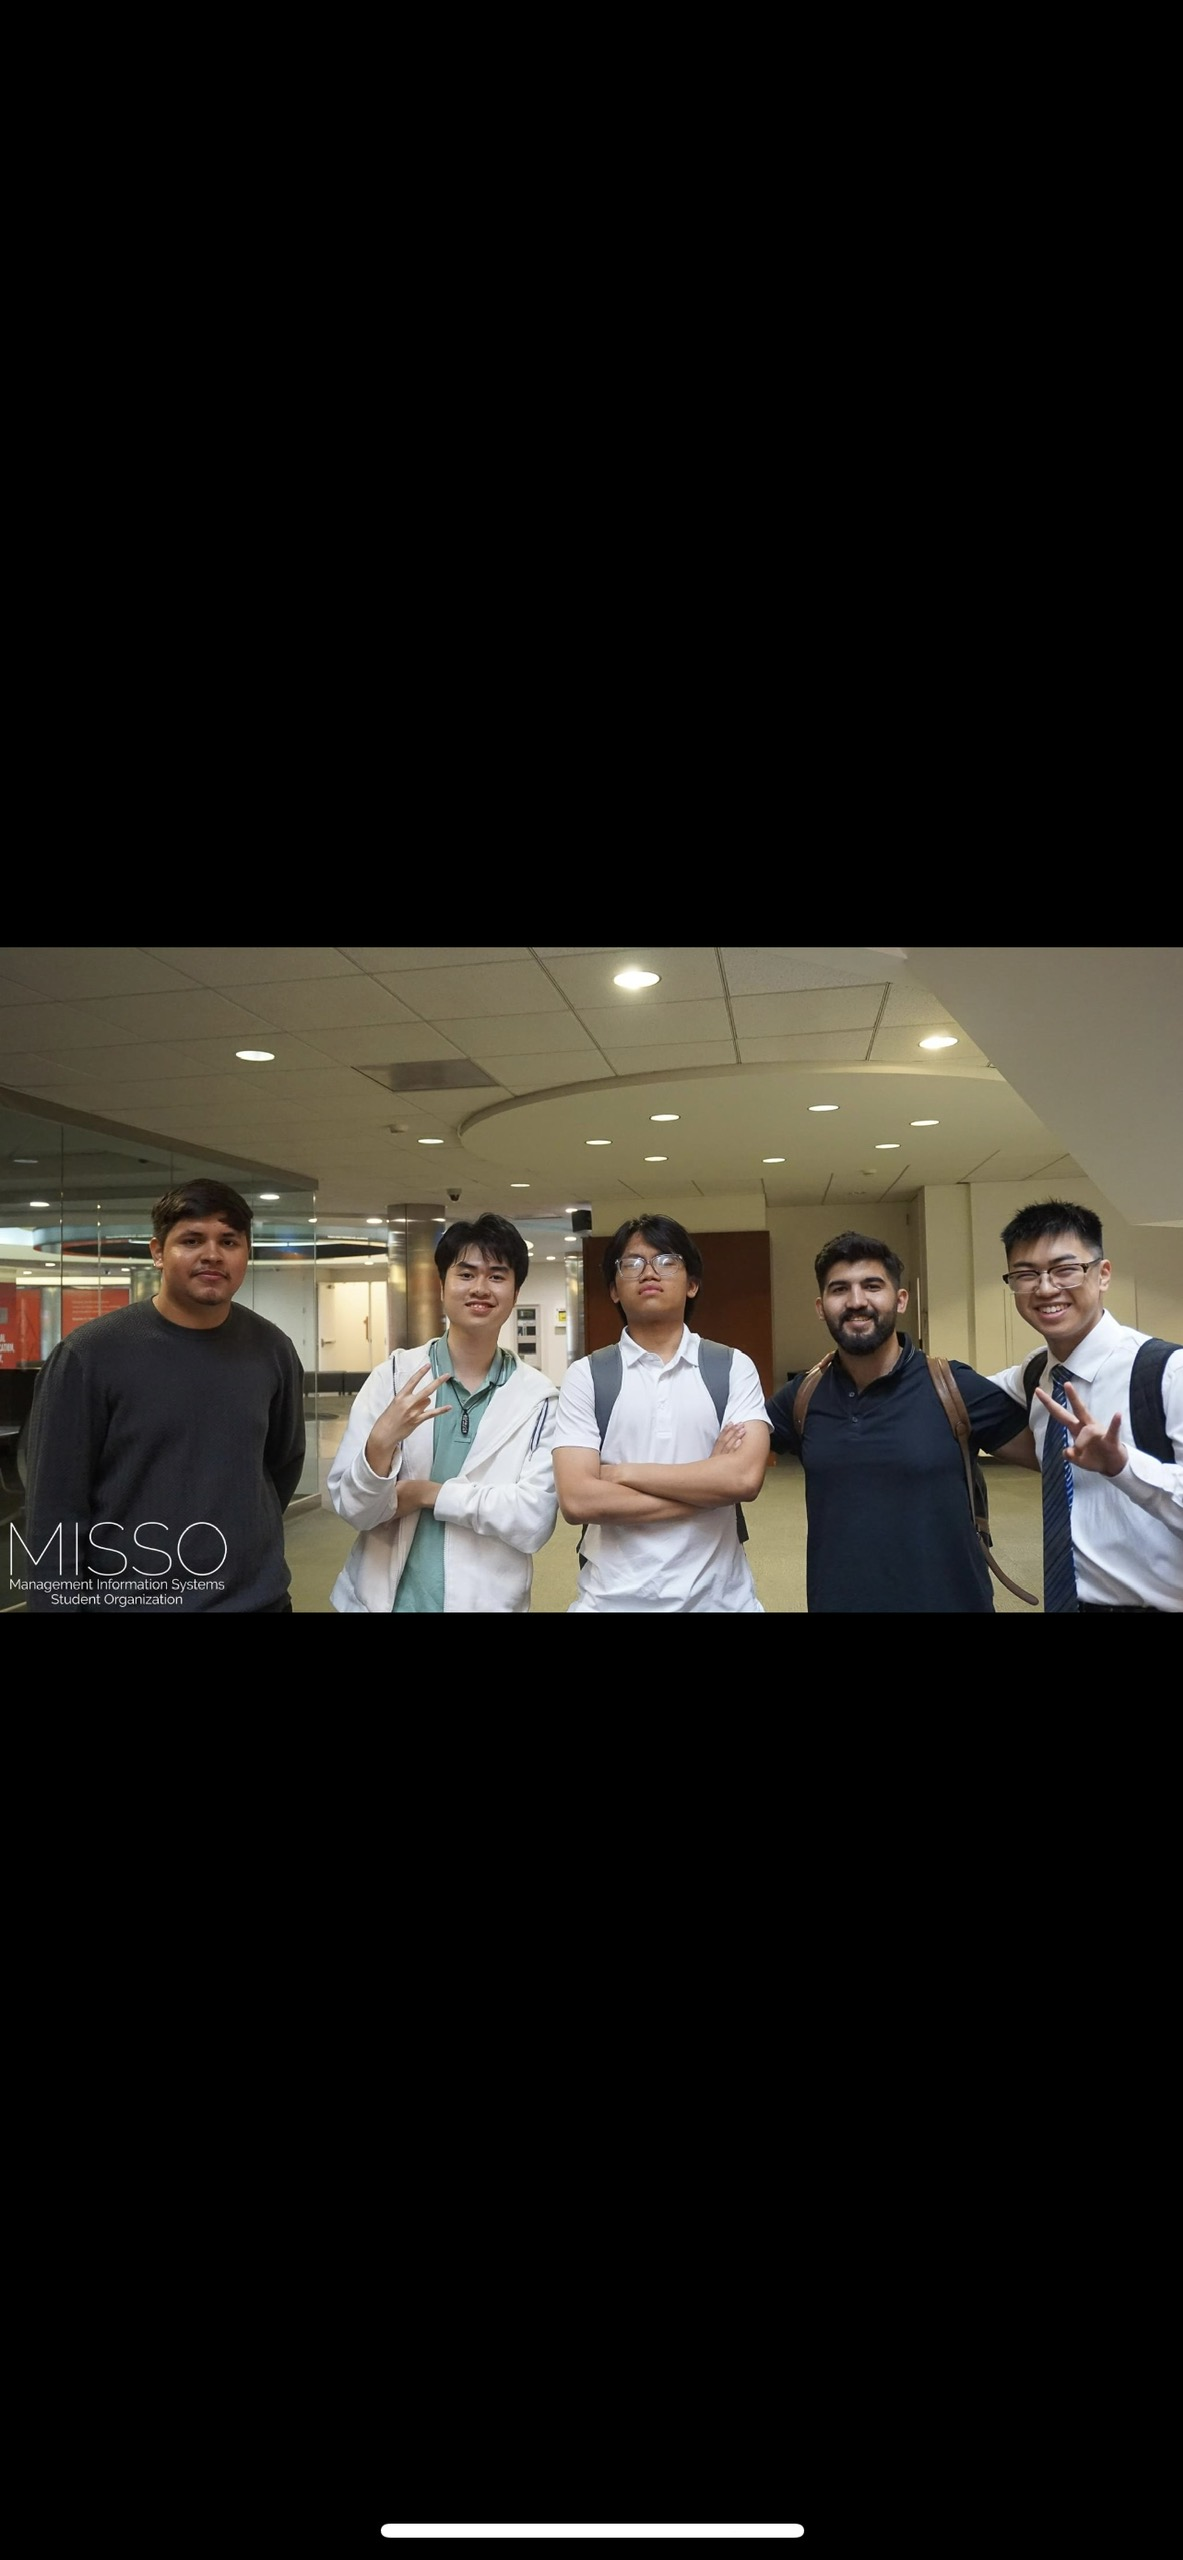 MISSO
Management Information Systems
Student Organization